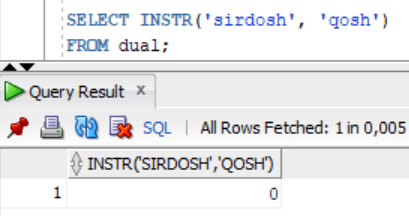 SELECT INSTR('sirdosh', 'qosh')
FROM dual;
Query Result x
SQL | All Rows Fetched: 1 in 0,005
INSTR('SIRDOSH','QOSH')
1 0